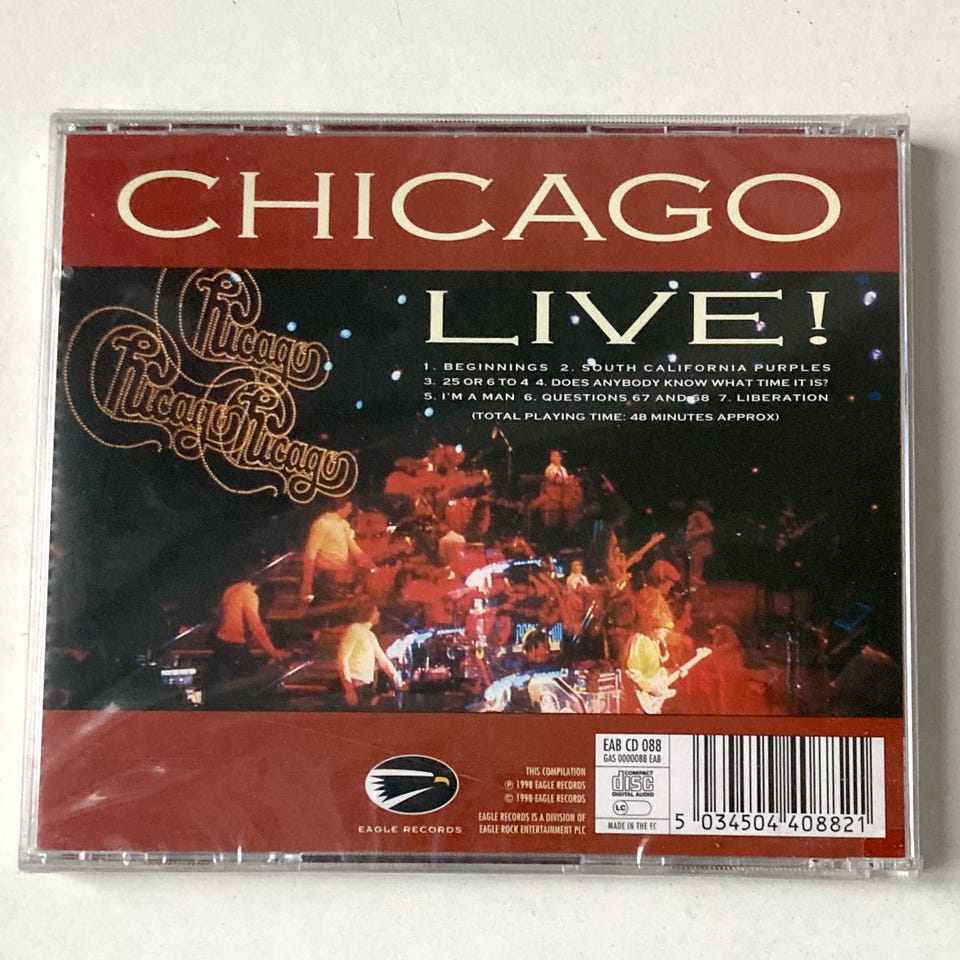 CHICAGO
LIVE!
Chicago
Chicago
Chicago
1. BEGINNINGS 2. SOUTH CALIFORNIA PURPLES
3. 25 OR 6 TO 4 4. DOES ANYBODY KNOW WHAT TIME IT IS?
5. I'M A MAN 6. QUESTIONS 67 AND 68 7. LIBERATION
(TOTAL PLAYING TIME: 48 MINUTES APPROX)
EAGLE RECORDS
THIS COMPILATION
℗ 1998 EAGLE RECORDS
© 1998 EAGLE RECORDS
EAGLE RECORDS IS A DIVISION OF
EAGLE ROCK ENTERTAINMENT PLC
EAB CD 088
GAS 0000088 EAB
COMPACT
disc
DIGITAL AUDIO
LC
MADE IN THE EC
5 034504 408821